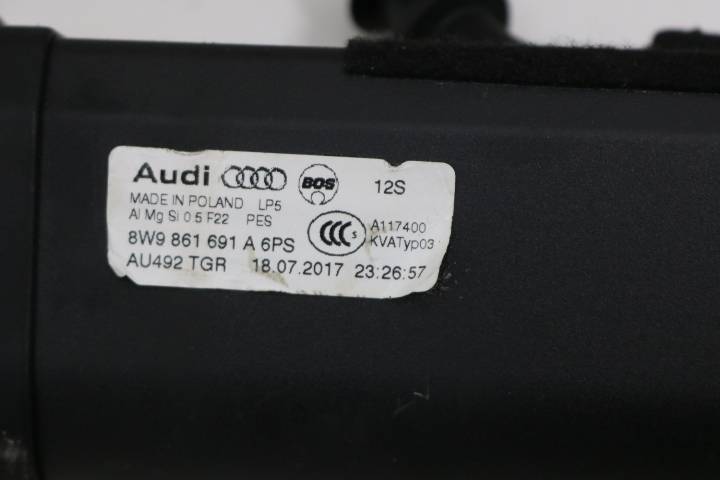 Audi BOS 12S
MADE IN POLAND LP5
Al Mg Si 0.5 F22 PES
CCC S A117400
KVATyp03
8W9 861 691 A 6PS
AU492 TGR 18.07.2017 23:26:57